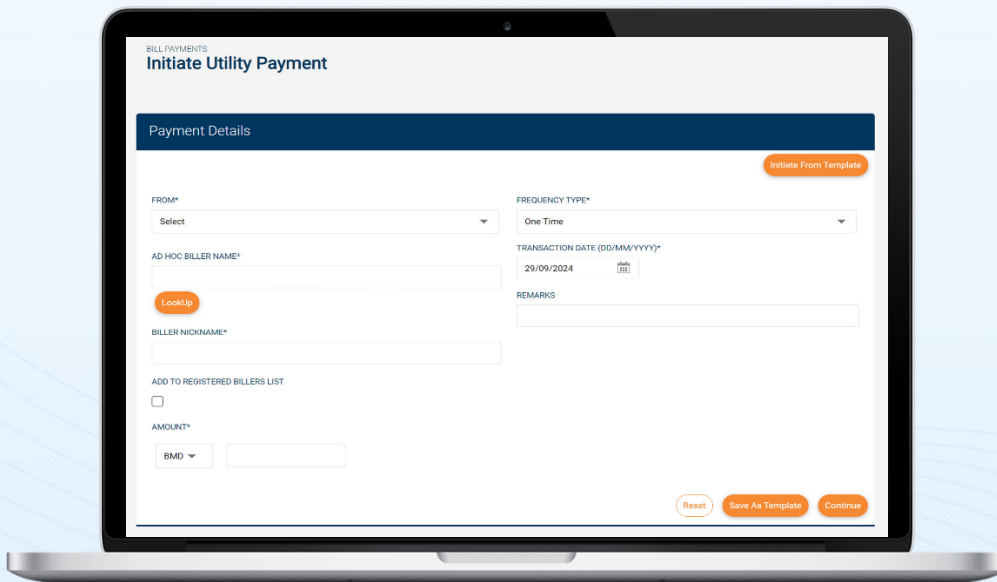 BILL PAYMENTS
Initiate Utility Payment
Payment Details
Initiate From Template
FROM*
Select
AD HOC BILLER NAME*
LookUp
BILLER NICKNAME*
ADD TO REGISTERED BILLERS LIST
AMOUNT*
BMD
FREQUENCY TYPE*
One Time
TRANSACTION DATE (DD/MM/YYYY)*
29/09/2024
REMARKS
Reset
Save As Template
Continue